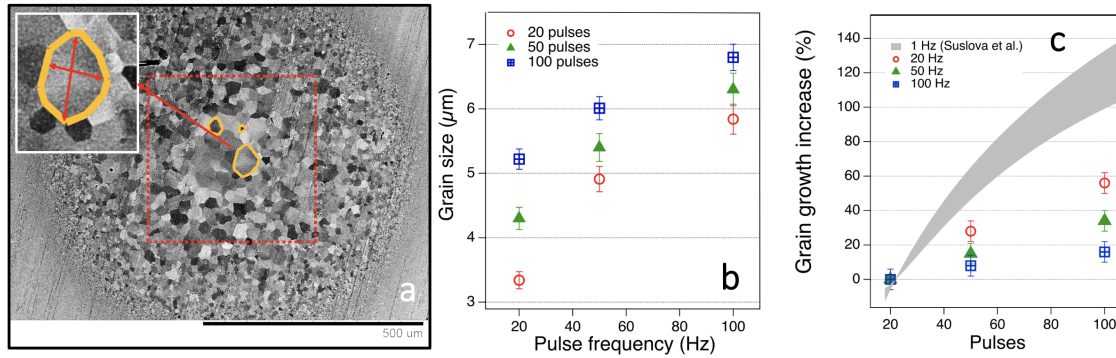 a
500 um
20 pulses
50 pulses
100 pulses
7
6
5
4
3
Grain size (μm)
20
40
60
80
100
Pulse frequency (Hz)
b
1 Hz (Suslova et al.)
20 Hz
50 Hz
100 Hz
c
140
120
100
80
60
40
20
0
Grain growth increase (%)
20
40
60
80
100
Pulses